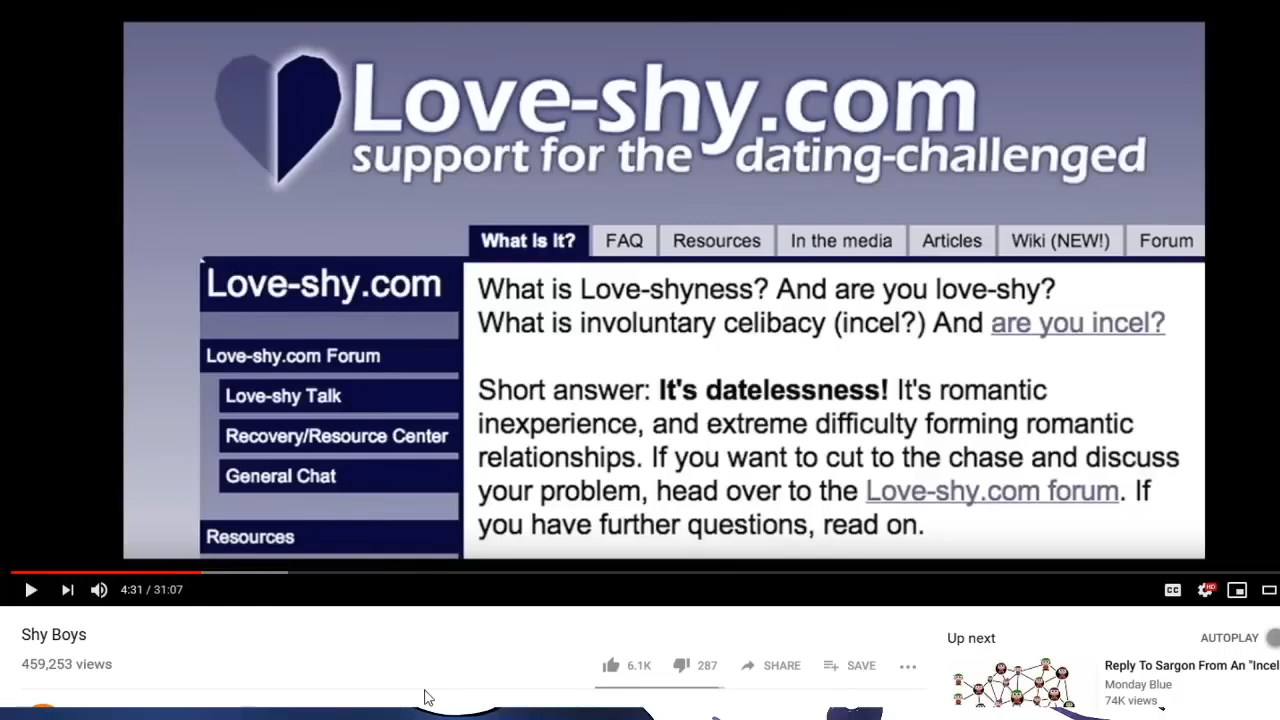 Love-shy.com
support for the dating-challenged
What Is It?
FAQ
Resources
In the media
Articles
Wiki (NEW!)
Forum
Love-shy.com
Love-shy.com Forum
Love-shy Talk
Recovery/Resource Center
General Chat
Resources
What is Love-shyness? And are you love-shy?
What is involuntary celibacy (incel?) And are you incel?
Short answer: It's datelessness! It's romantic
inexperience, and extreme difficulty forming romantic
relationships. If you want to cut to the chase and discuss
your problem, head over to the Love-shy.com forum. If
you have further questions, read on.
4:31 / 31:07
CC
HD
Shy Boys
459,253 views
6.1K
287
SHARE
SAVE
Up next
AUTOPLAY
Reply To Sargon From An "Incel
Monday Blue
74K views